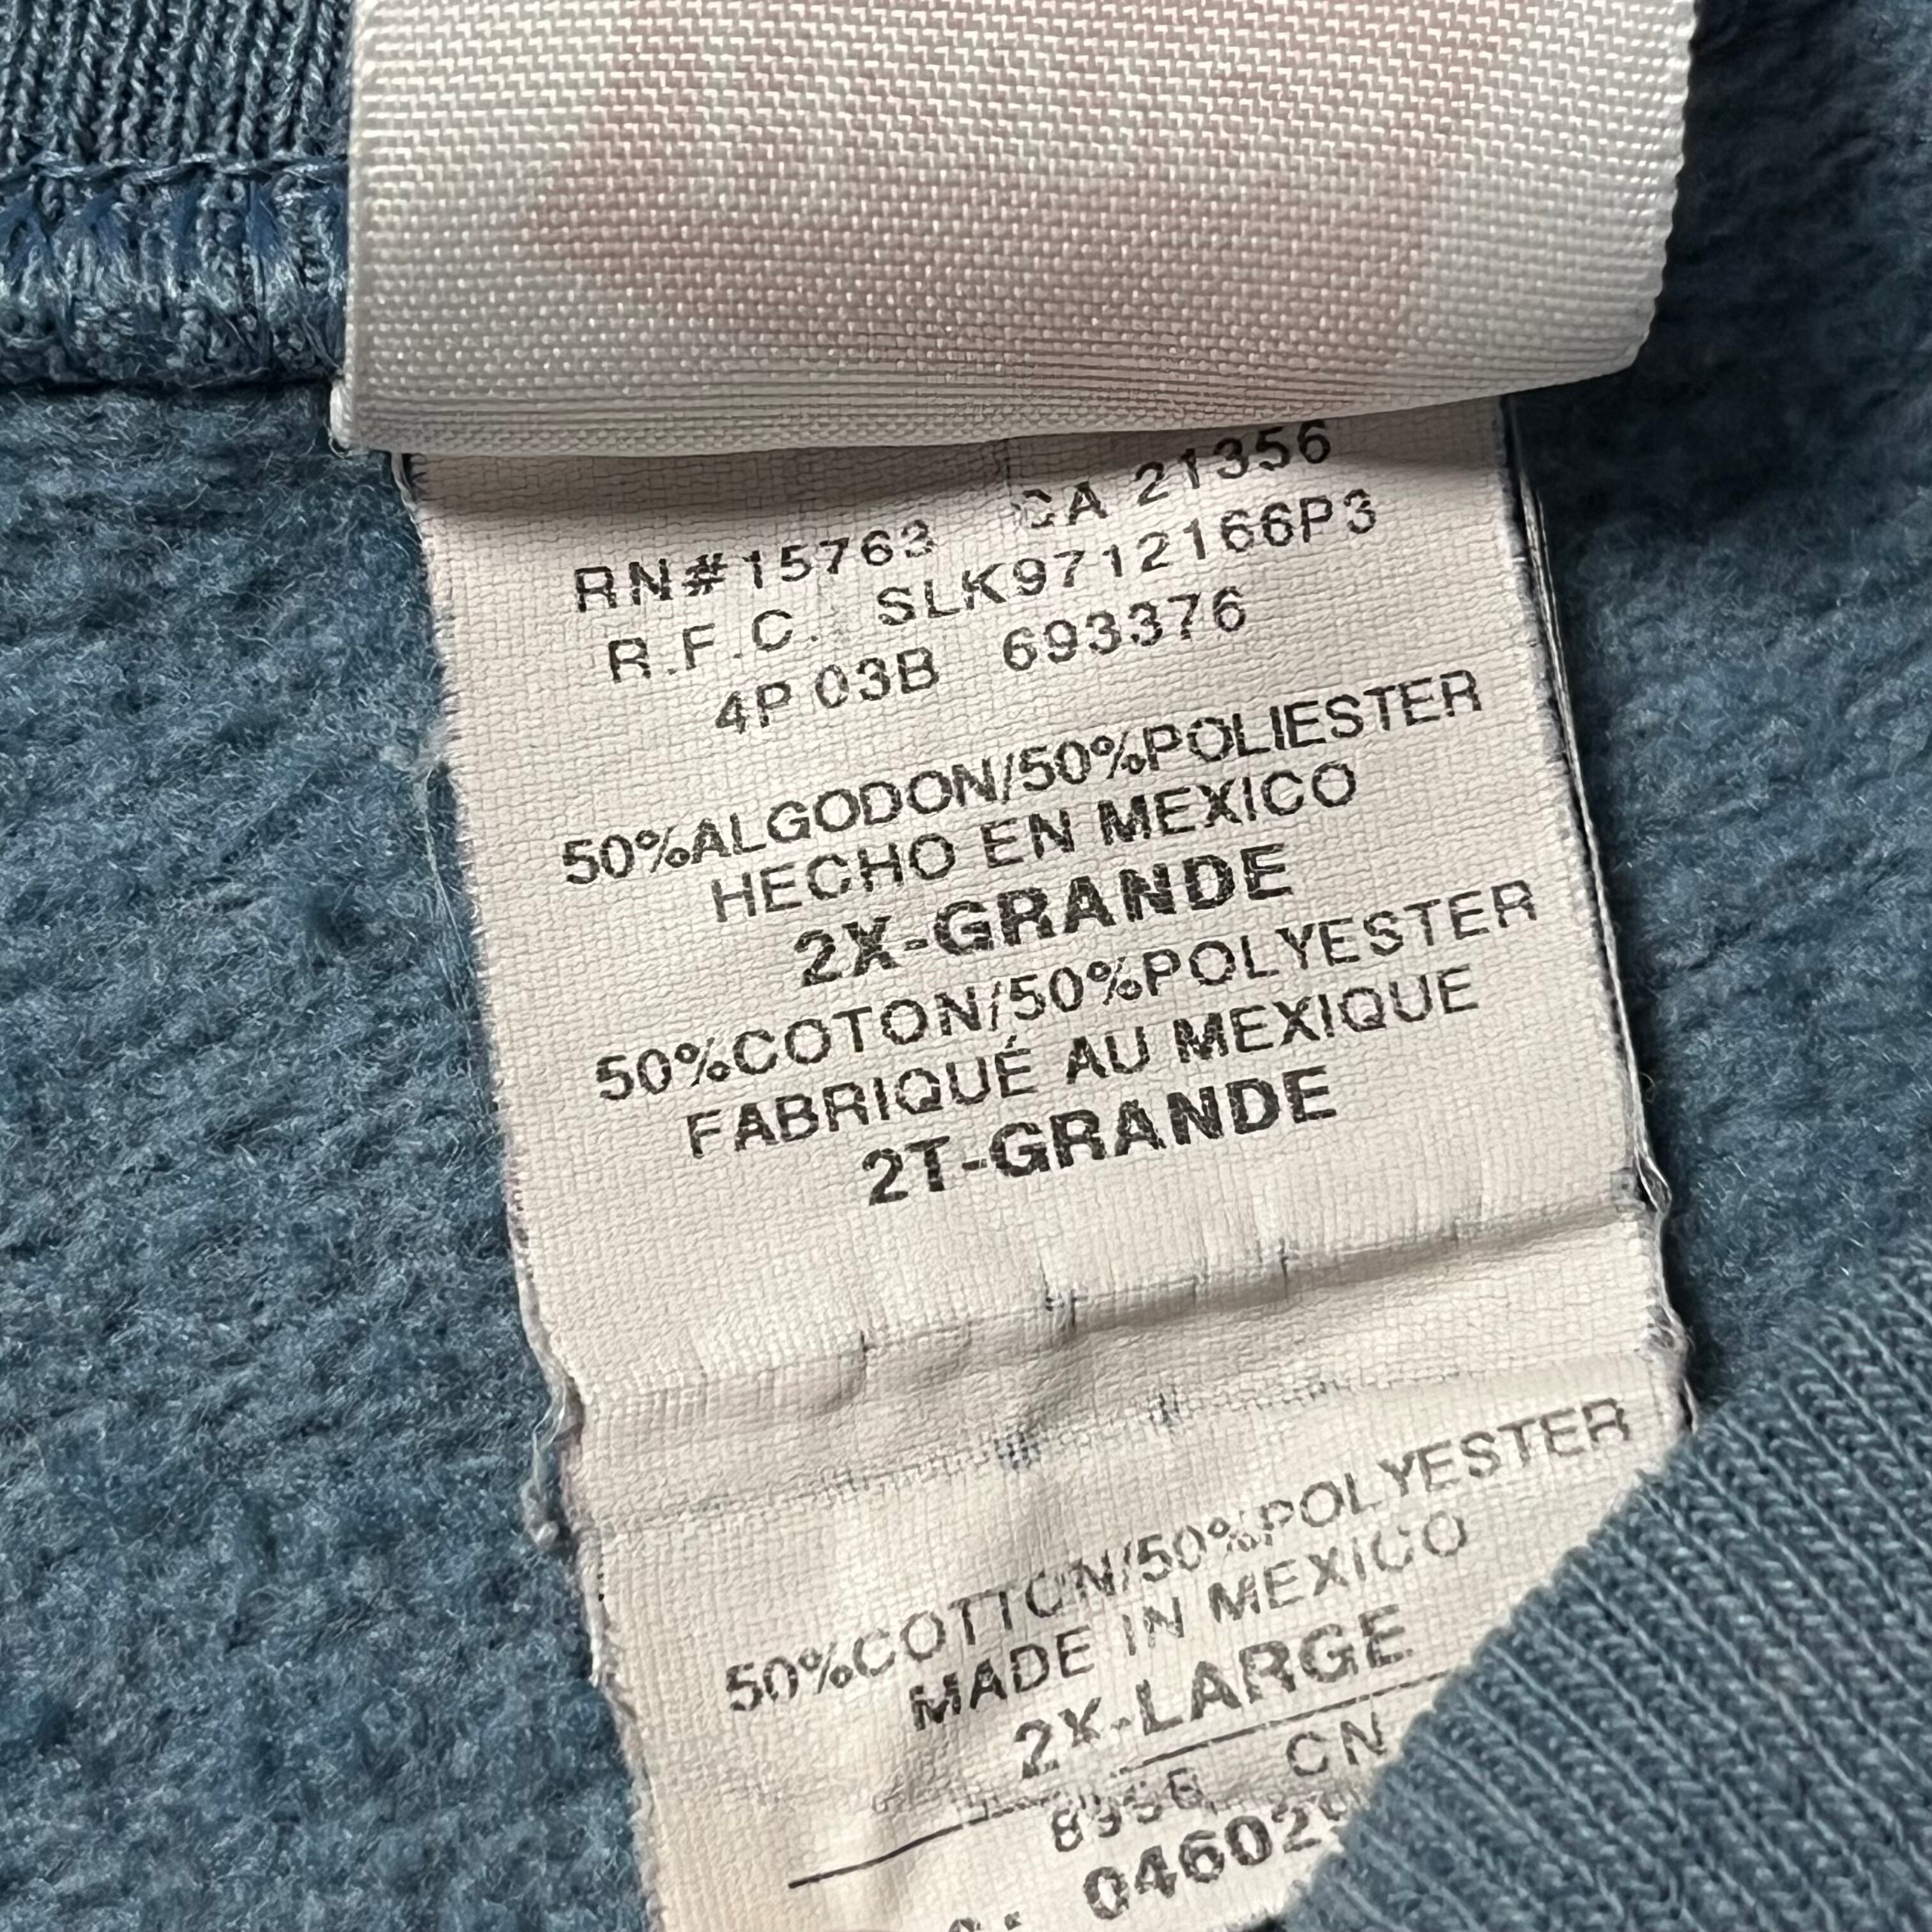 RN#15763 CA 21356
R.F.C. SLK9712166P3
4P 03B 693376
50%ALGODON/50%POLIESTER
HECHO EN MEXICO
2X-GRANDE
50%COTON/50%POLYESTER
FABRIQUÉ AU MEXIQUE
2T-GRANDE
50%COTTON/50%POLYESTER
MADE IN MEXICO
2X-LARGE
CN